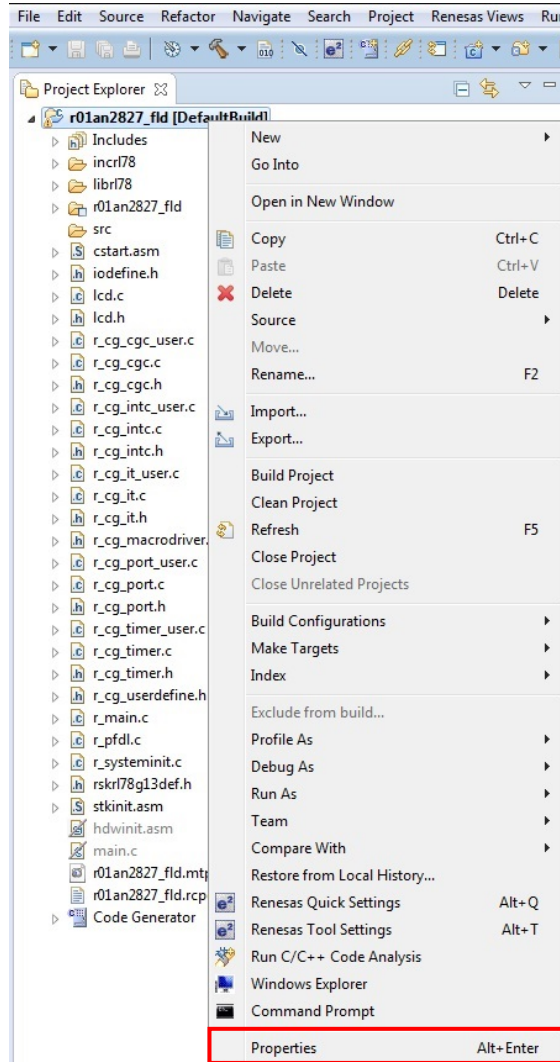 File Edit Source Refactor Navigate Search Project Renesas Views Ru
Project Explorer
r01an2827_fld [DefaultBuild]
Includes
incrl78
librl78
r01an2827_fld
src
cstart.asm
iodefine.h
lcd.c
lcd.h
r_cg_cgc_user.c
r_cg_cgc.c
r_cg_cgc.h
r_cg_intc_user.c
r_cg_intc.c
r_cg_intc.h
r_cg_it_user.c
r_cg_it.c
r_cg_it.h
r_cg_macrodriver.
r_cg_port_user.c
r_cg_port.c
r_cg_port.h
r_cg_timer_user.c
r_cg_timer.c
r_cg_timer.h
r_cg_userdefine.h
r_main.c
r_pfdl.c
r_systeminit.c
rskrl78g13def.h
stkinit.asm
hdwinit.asm
main.c
r01an2827_fld.mtp
r01an2827_fld.rcp
Code Generator
New
Go Into
Open in New Window
Copy Ctrl+C
Paste Ctrl+V
Delete Delete
Source
Move...
Rename... F2
Import...
Export...
Build Project
Clean Project
Refresh F5
Close Project
Close Unrelated Projects
Build Configurations
Make Targets
Index
Exclude from build...
Profile As
Debug As
Run As
Team
Compare With
Restore from Local History...
Renesas Quick Settings Alt+Q
Renesas Tool Settings Alt+T
Run C/C++ Code Analysis
Windows Explorer
Command Prompt
Properties Alt+Enter